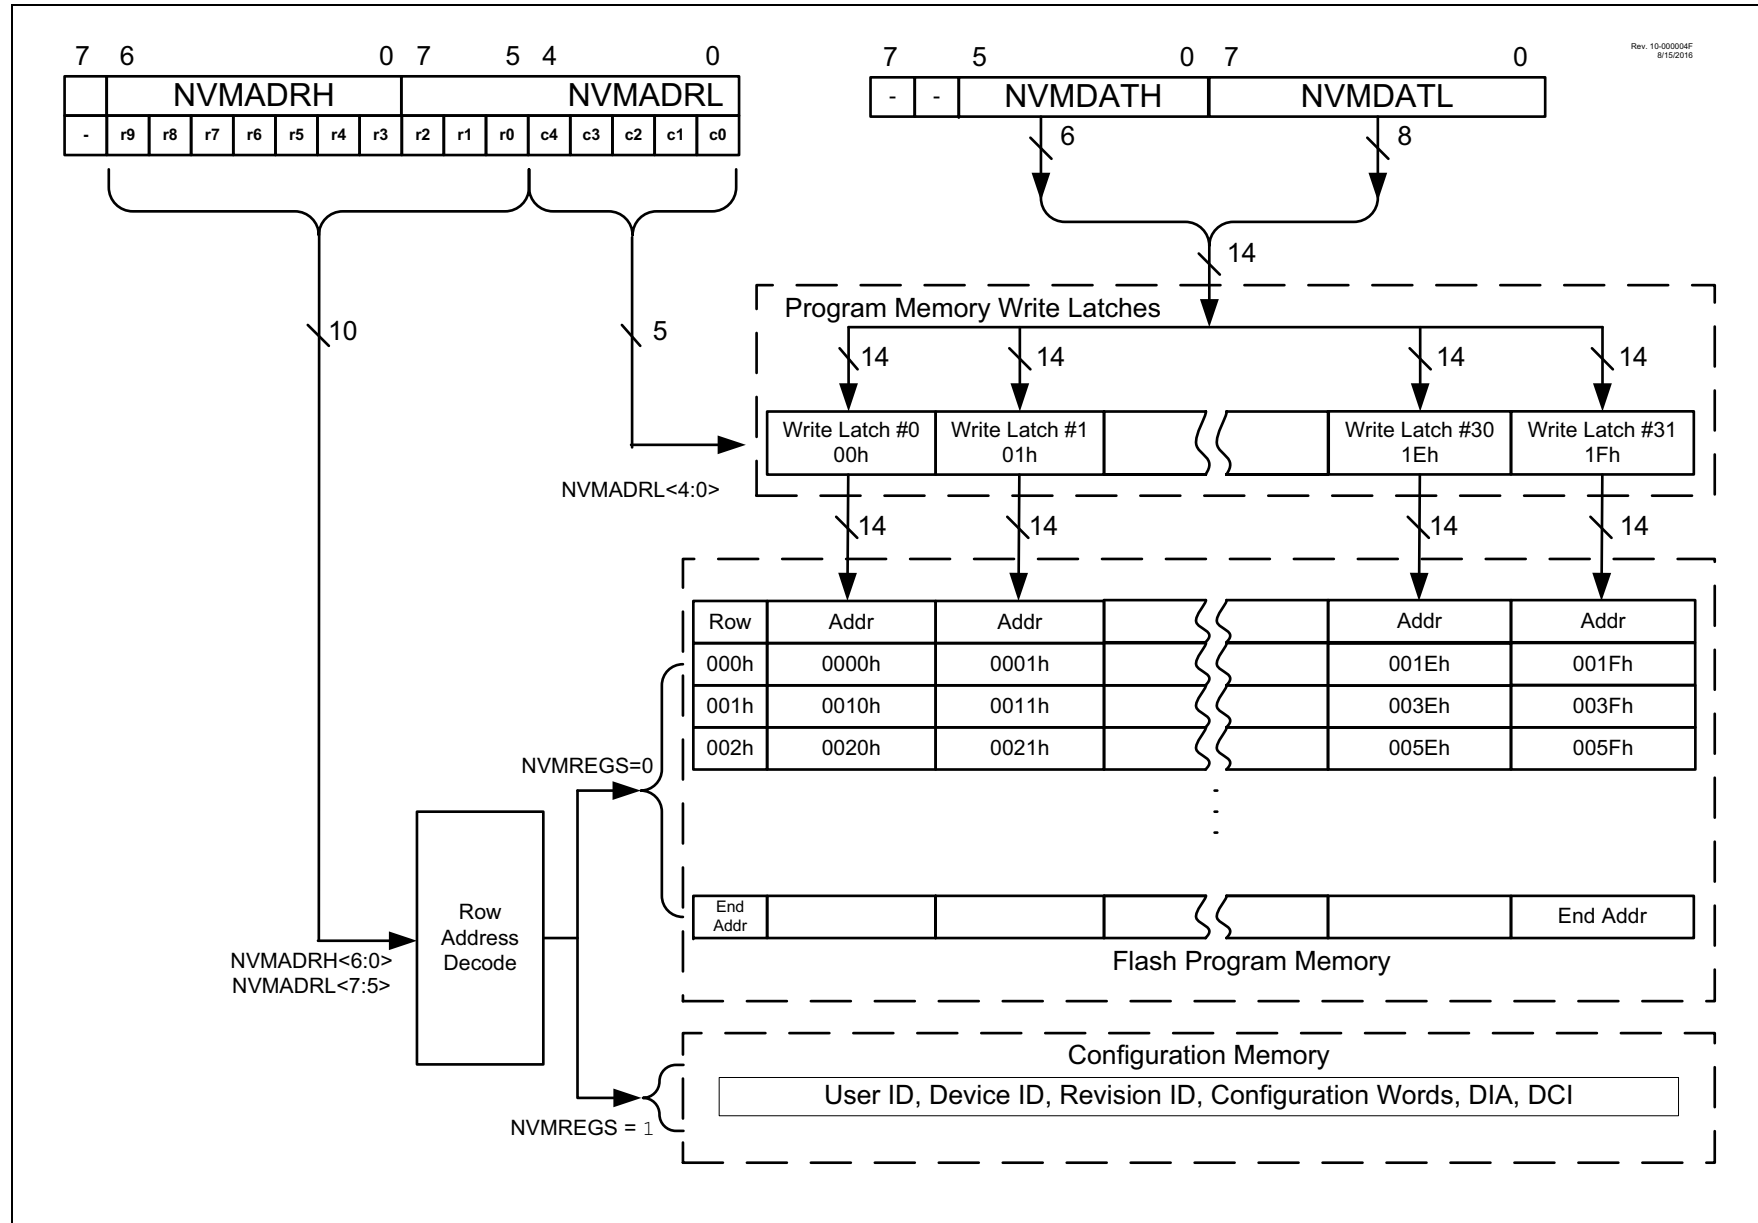 7 6 0 7 5 4 0
NVMADRH NVMADRL
- r9 r8 r7 r6 r5 r4 r3 r2 r1 r0 c4 c3 c2 c1 c0
7 5 0 7 0
- - NVMDATH NVMDATL
Rev. 10-000004F
8/15/2016
6 8
14
10
5
Program Memory Write Latches
14 14 14 14
Write Latch #0
00h
Write Latch #1
01h
Write Latch #30
1Eh
Write Latch #31
1Fh
NVMADRL<4:0>
14 14 14 14
Row Addr Addr Addr Addr
000h 0000h 0001h 001Eh 001Fh
001h 0010h 0011h 003Eh 003Fh
002h 0020h 0021h 005Eh 005Fh
NVMREGS=0
End
Addr
End Addr
Flash Program Memory
Row
Address
Decode
NVMADRH<6:0>
NVMADRL<7:5>
Configuration Memory
User ID, Device ID, Revision ID, Configuration Words, DIA, DCI
NVMREGS = 1